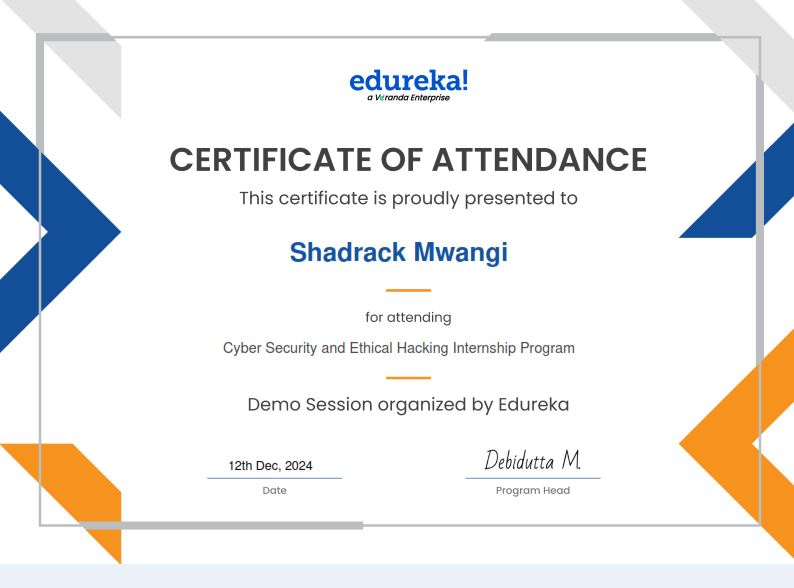 edureka!
a Veranda Enterprise
CERTIFICATE OF ATTENDANCE
This certificate is proudly presented to
Shadrack Mwangi
for attending
Cyber Security and Ethical Hacking Internship Program
Demo Session organized by Edureka
12th Dec, 2024
Debidutta M.
Date
Program Head